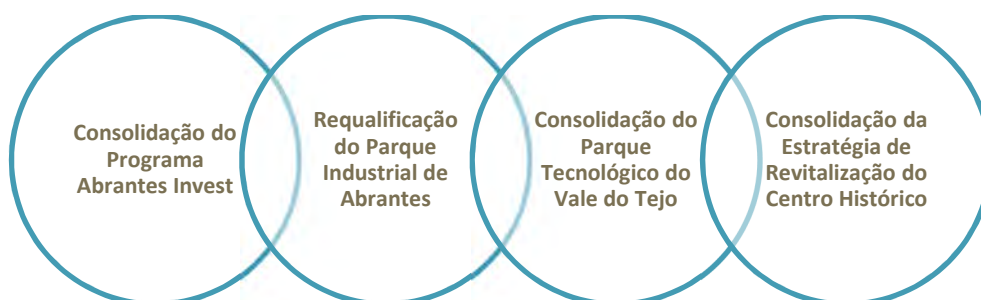 Consolidação do
Programa
Abrantes Invest
Requalificação
do Parque
Industrial de
Abrantes
Consolidação do
Parque
Tecnológico do
Vale do Tejo
Consolidação da
Estratégia de
Revitalização do
Centro Histórico